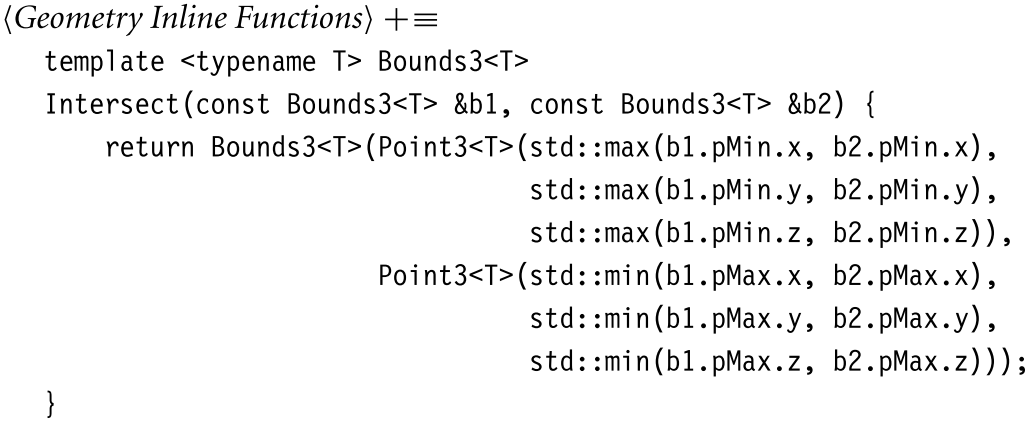 ⟨Geometry Inline Functions⟩ +≡
template <typename T> Bounds3<T>
Intersect(const Bounds3<T> &b1, const Bounds3<T> &b2) {
return Bounds3<T>(Point3<T>(std::max(b1.pMin.x, b2.pMin.x),
std::max(b1.pMin.y, b2.pMin.y),
std::max(b1.pMin.z, b2.pMin.z)),
Point3<T>(std::min(b1.pMax.x, b2.pMax.x),
std::min(b1.pMax.y, b2.pMax.y),
std::min(b1.pMax.z, b2.pMax.z)));
}